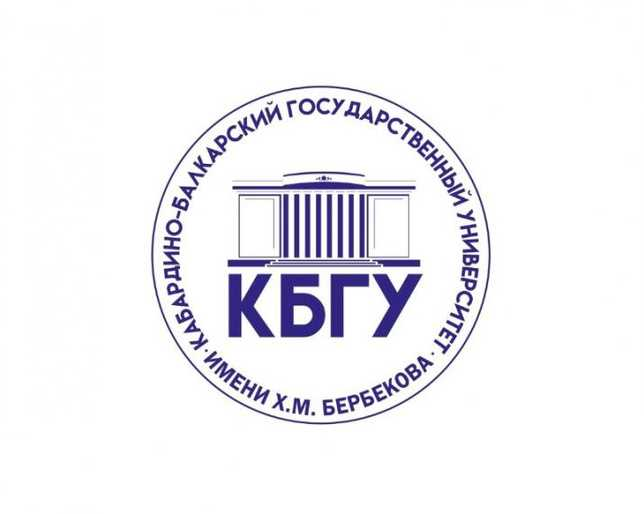 КАБАРДИНО-БАЛКАРСКИЙ ГОСУДАРСТВЕННЫЙ УНИВЕРСИТЕТ
КБГУ
· ИМЕНИ Х.М. БЕРБЕКОВА ·